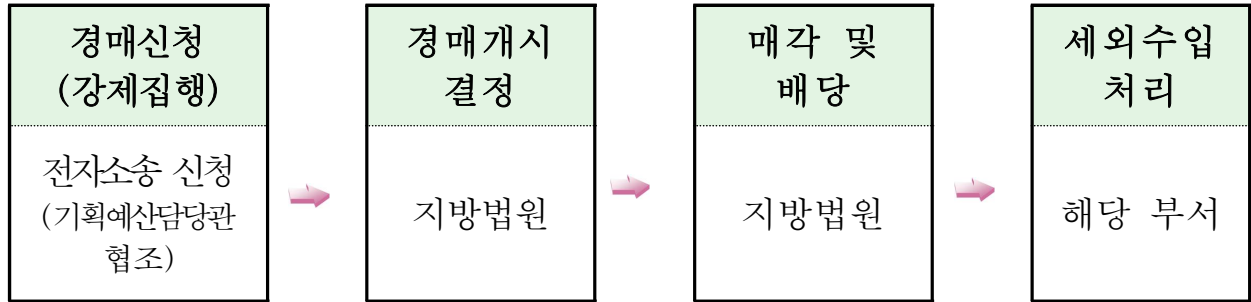 경매신청
(강제집행)
전자소송 신청
(기획예산담당관
협조)
경매개시
결정
지방법원
매각 및
배당
지방법원
세외수입
처리
해당 부서